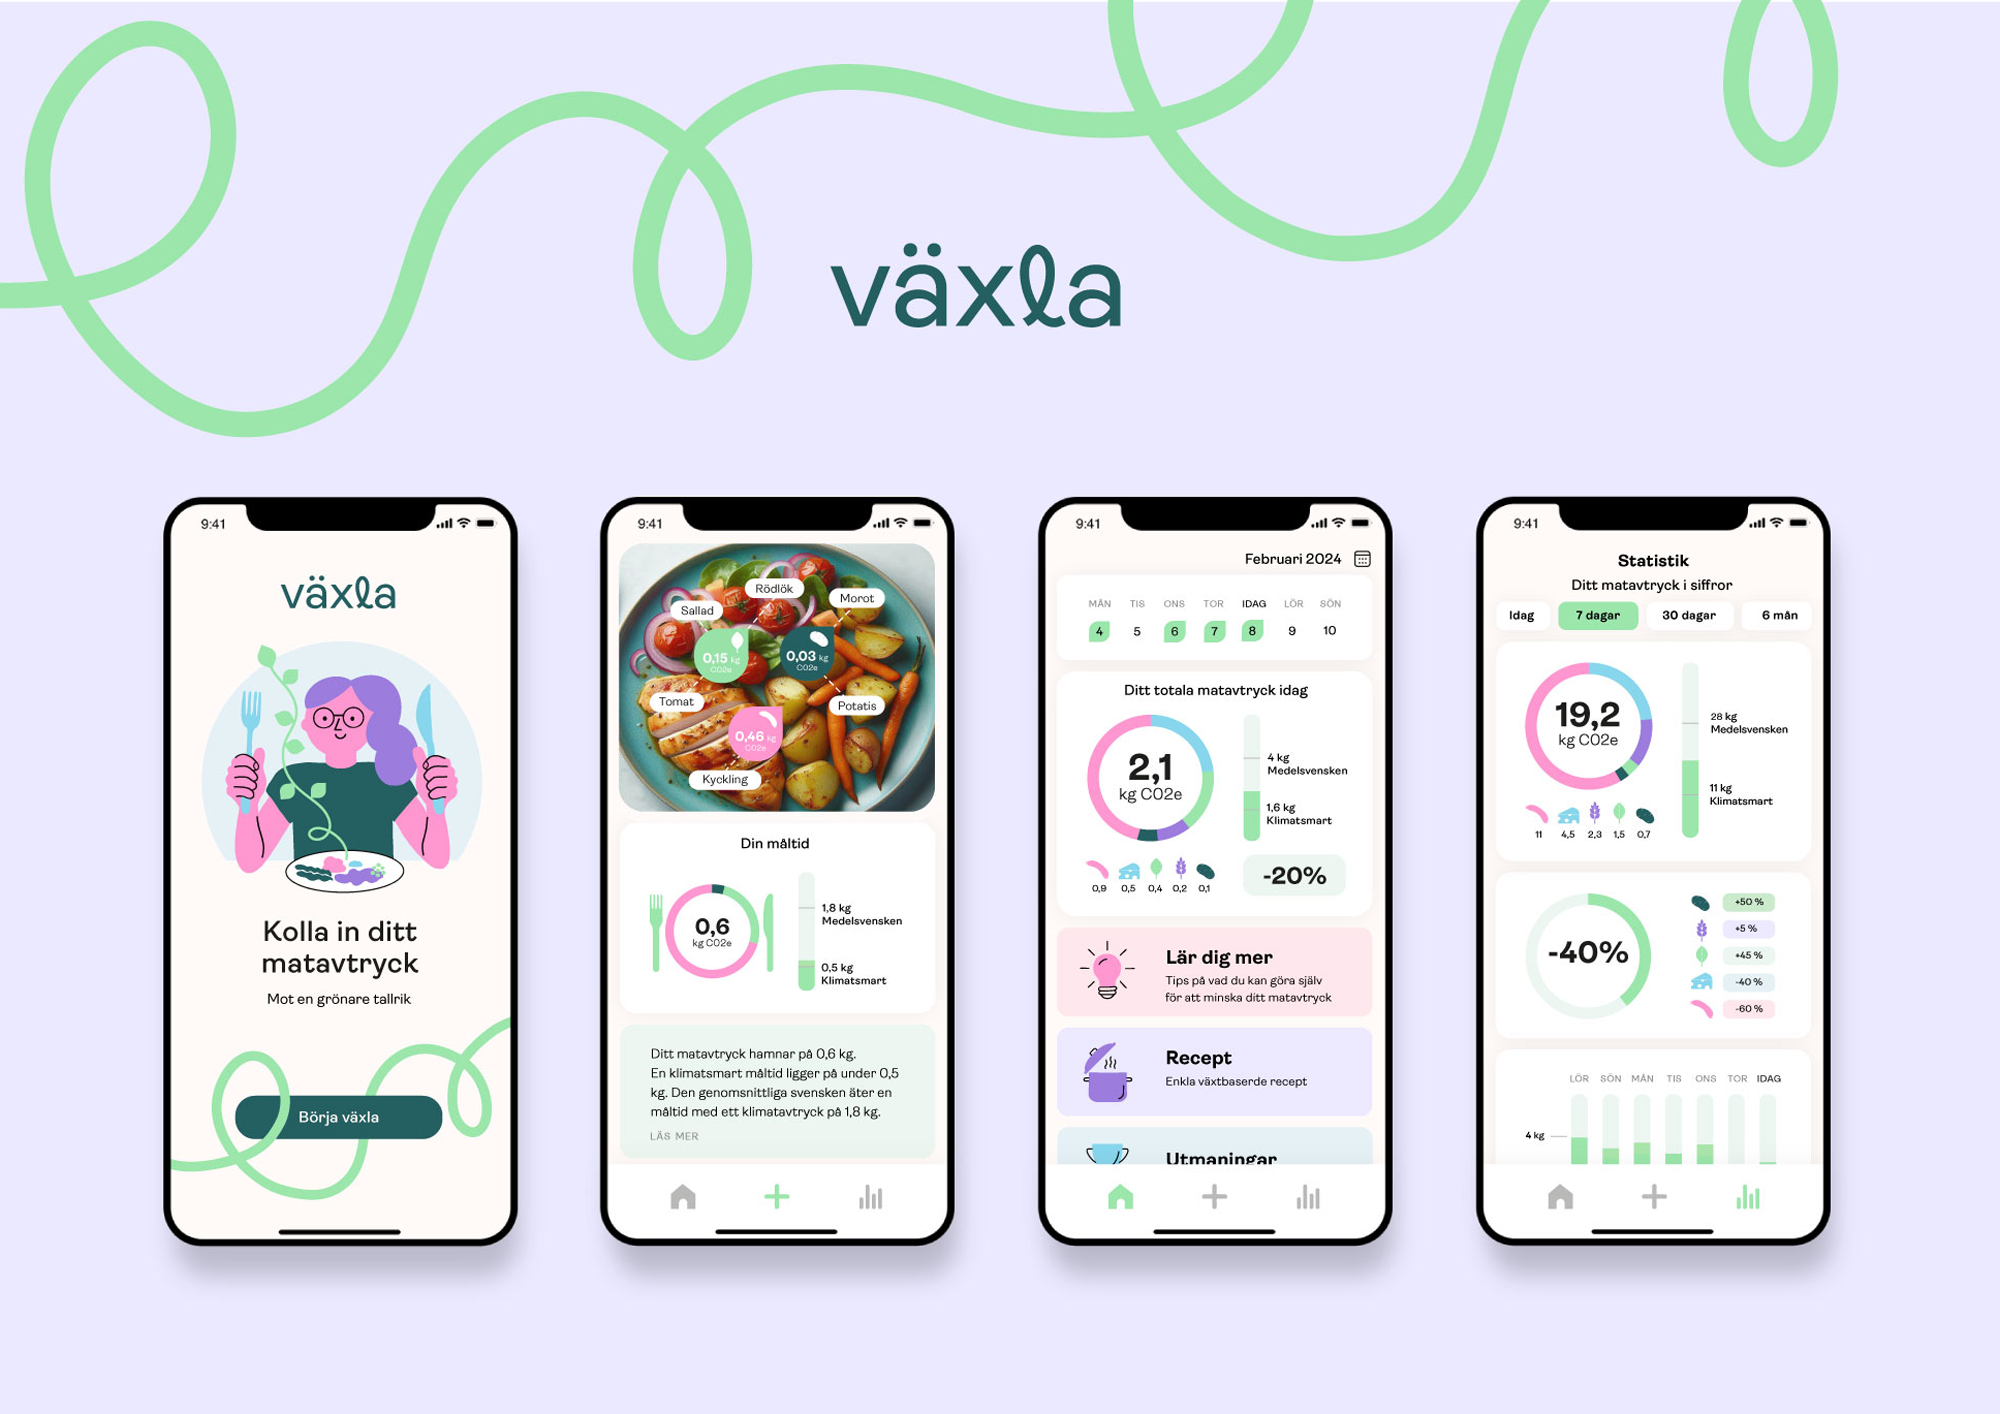 växla
9:41
växla
Kolla in ditt
matavtryck
Mot en grönare tallrik
Börja växla
9:41
Rödlök
Morot
Sallad
0,15 kg
CO2e
0,03 kg
CO2e
Tomat
Potatis
0,46 kg
CO2e
Kyckling
Din måltid
0,6
kg CO2e
1,8 kg
Medelsvensken
0,5 kg
Klimatsmart
Ditt matavtryck hamnar på 0,6 kg.
En klimatsmart måltid ligger på under 0,5
kg. Den genomsnittliga svensken äter en
måltid med ett klimatavtryck på 1,8 kg.
LÄS MER
9:41
Februari 2024
MÅN TIS ONS TOR IDAG LÖR SÖN
4 5 6 7 8 9 10
Ditt totala matavtryck idag
2,1
kg CO2e
4 kg
Medelsvensken
1,6 kg
Klimatsmart
0,9 0,5 0,4 0,2 0,1
-20%
Lär dig mer
Tips på vad du kan göra själv
för att minska ditt matavtryck
Recept
Enkla växtbaserde recept
Utmaningar
9:41
Statistik
Ditt matavtryck i siffror
Idag 7 dagar 30 dagar 6 mån
19,2
kg CO2e
28 kg
Medelsvensken
11 kg
Klimatsmart
11 4,5 2,3 1,5 0,7
-40%
+50 %
+5 %
+45 %
-40 %
-60 %
LÖR SÖN MÅN TIS ONS TOR IDAG
4 kg